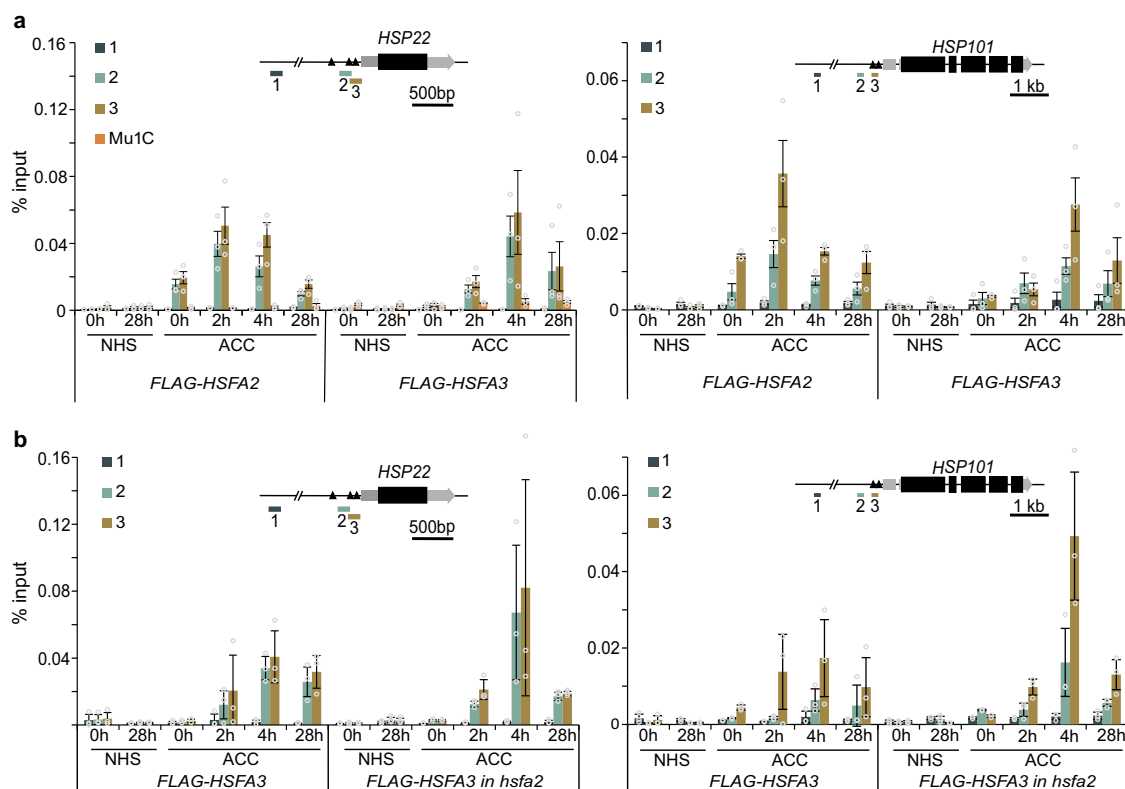 a
0.16
0.12
0.08
0.04
0
% input
1
2
3
Mu1C
HSP22
1
2
3
500bp
0h 28h 0h 2h 4h 28h 0h 28h 0h 2h 4h 28h
NHS ACC NHS ACC
FLAG-HSFA2 FLAG-HSFA3
0.06
0.04
0.02
0
1
2
3
HSP101
1 2 3
1 kb
0h 28h 0h 2h 4h 28h 0h 28h 0h 2h 4h 28h
NHS ACC NHS ACC
FLAG-HSFA2 FLAG-HSFA3
b
0.16
0.12
0.08
0.04
0
% input
1
2
3
HSP22
1
2
3
500bp
0h 28h 0h 2h 4h 28h 0h 28h 0h 2h 4h 28h
NHS ACC NHS ACC
FLAG-HSFA3 FLAG-HSFA3 in hsfa2
0.06
0.04
0.02
0
1
2
3
HSP101
1 2 3
1 kb
0h 28h 0h 2h 4h 28h 0h 28h 0h 2h 4h 28h
NHS ACC NHS ACC
FLAG-HSFA3 FLAG-HSFA3 in hsfa2